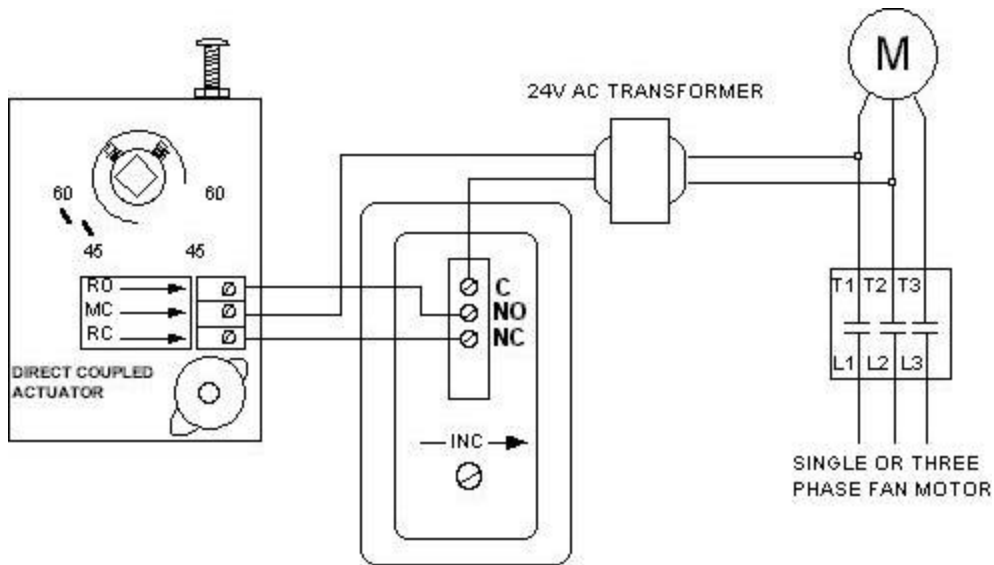 M
24V AC TRANSFORMER
60
60
45
45
RO
MC
RC
DIRECT COUPLED
ACTUATOR
C
NO
NC
INC
T1 T2 T3
L1 L2 L3
SINGLE OR THREE
PHASE FAN MOTOR